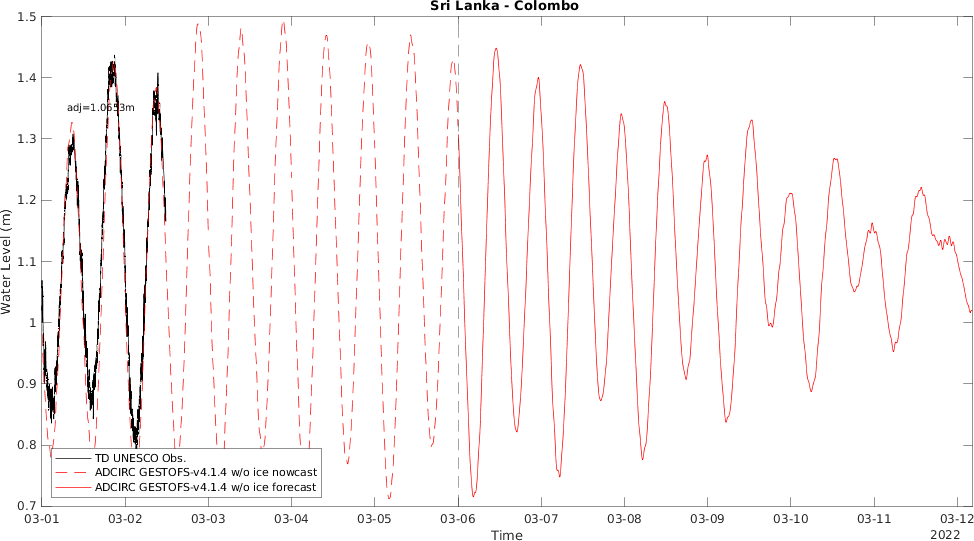 Sri Lanka - Colombo
1.5
1.4
1.3
1.2
1.1
1
0.9
0.8
0.7
Water Level (m)
adj=1.0653m
TD UNESCO Obs.
ADCIRC GESTOFS-v4.1.4 w/o ice nowcast
ADCIRC GESTOFS-v4.1.4 w/o ice forecast
03-01 03-02 03-03 03-04 03-05 03-06 03-07 03-08 03-09 03-10 03-11 03-12
Time
2022